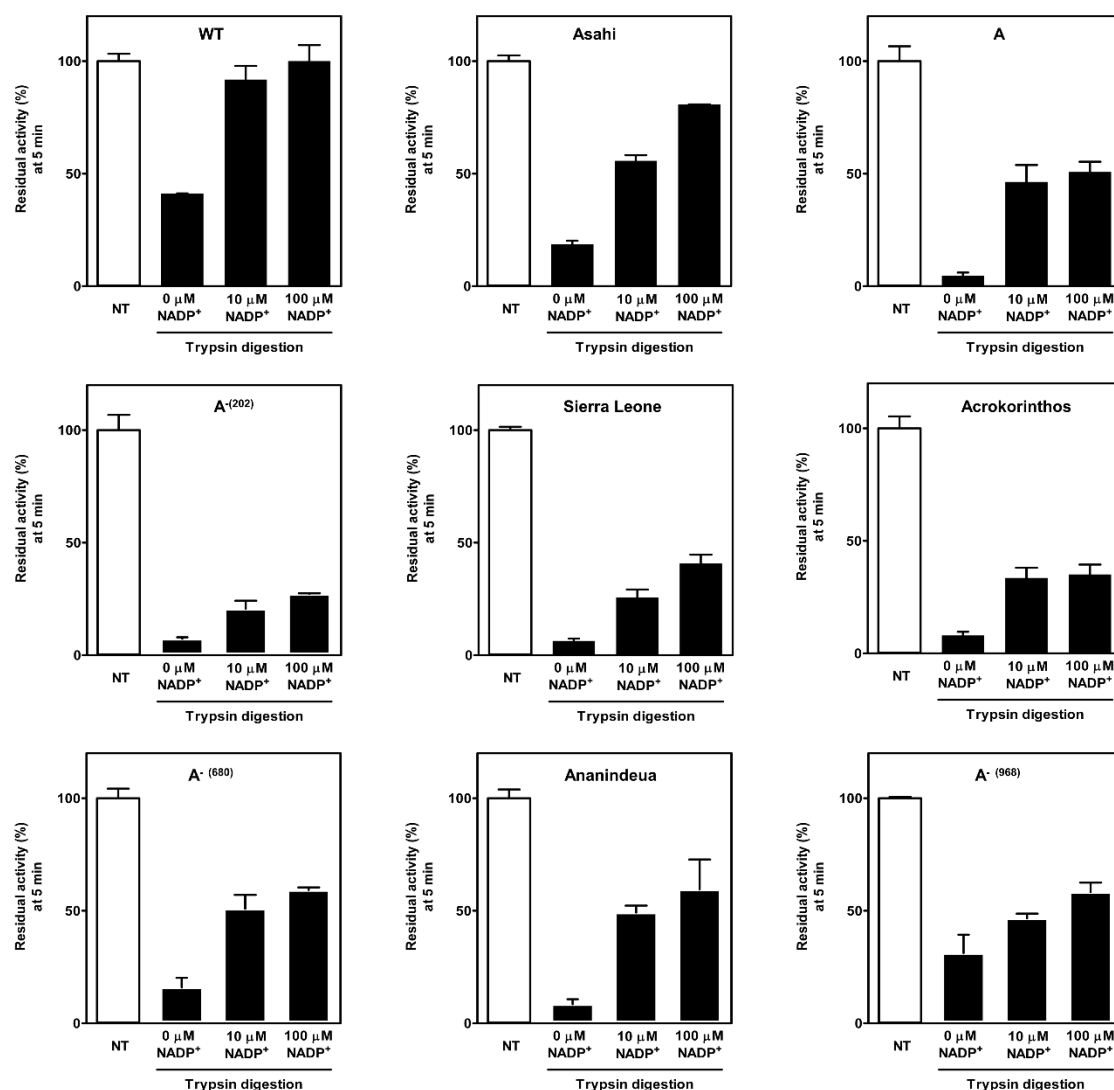 WT
Residual activity (%)
at 5 min
100
50
0
NT
0 μM
NADP⁺
10 μM
NADP⁺
100 μM
NADP⁺
Trypsin digestion
Asahi
Residual activity (%)
at 5 min
100
50
0
NT
0 μM
NADP⁺
10 μM
NADP⁺
100 μM
NADP⁺
Trypsin digestion
A
Residual activity (%)
at 5 min
100
50
0
NT
0 μM
NADP⁺
10 μM
NADP⁺
100 μM
NADP⁺
Trypsin digestion
A-(202)
Residual activity (%)
at 5 min
100
50
0
NT
0 μM
NADP⁺
10 μM
NADP⁺
100 μM
NADP⁺
Trypsin digestion
Sierra Leone
Residual activity (%)
at 5 min
100
50
0
NT
0 μM
NADP⁺
10 μM
NADP⁺
100 μM
NADP⁺
Trypsin digestion
Acrokorinthos
Residual activity (%)
at 5 min
100
50
0
NT
0 μM
NADP⁺
10 μM
NADP⁺
100 μM
NADP⁺
Trypsin digestion
A- (680)
Residual activity (%)
at 5 min
100
50
0
NT
0 μM
NADP⁺
10 μM
NADP⁺
100 μM
NADP⁺
Trypsin digestion
Ananindeua
Residual activity (%)
at 5 min
100
50
0
NT
0 μM
NADP⁺
10 μM
NADP⁺
100 μM
NADP⁺
Trypsin digestion
A- (968)
Residual activity (%)
at 5 min
100
50
0
NT
0 μM
NADP⁺
10 μM
NADP⁺
100 μM
NADP⁺
Trypsin digestion